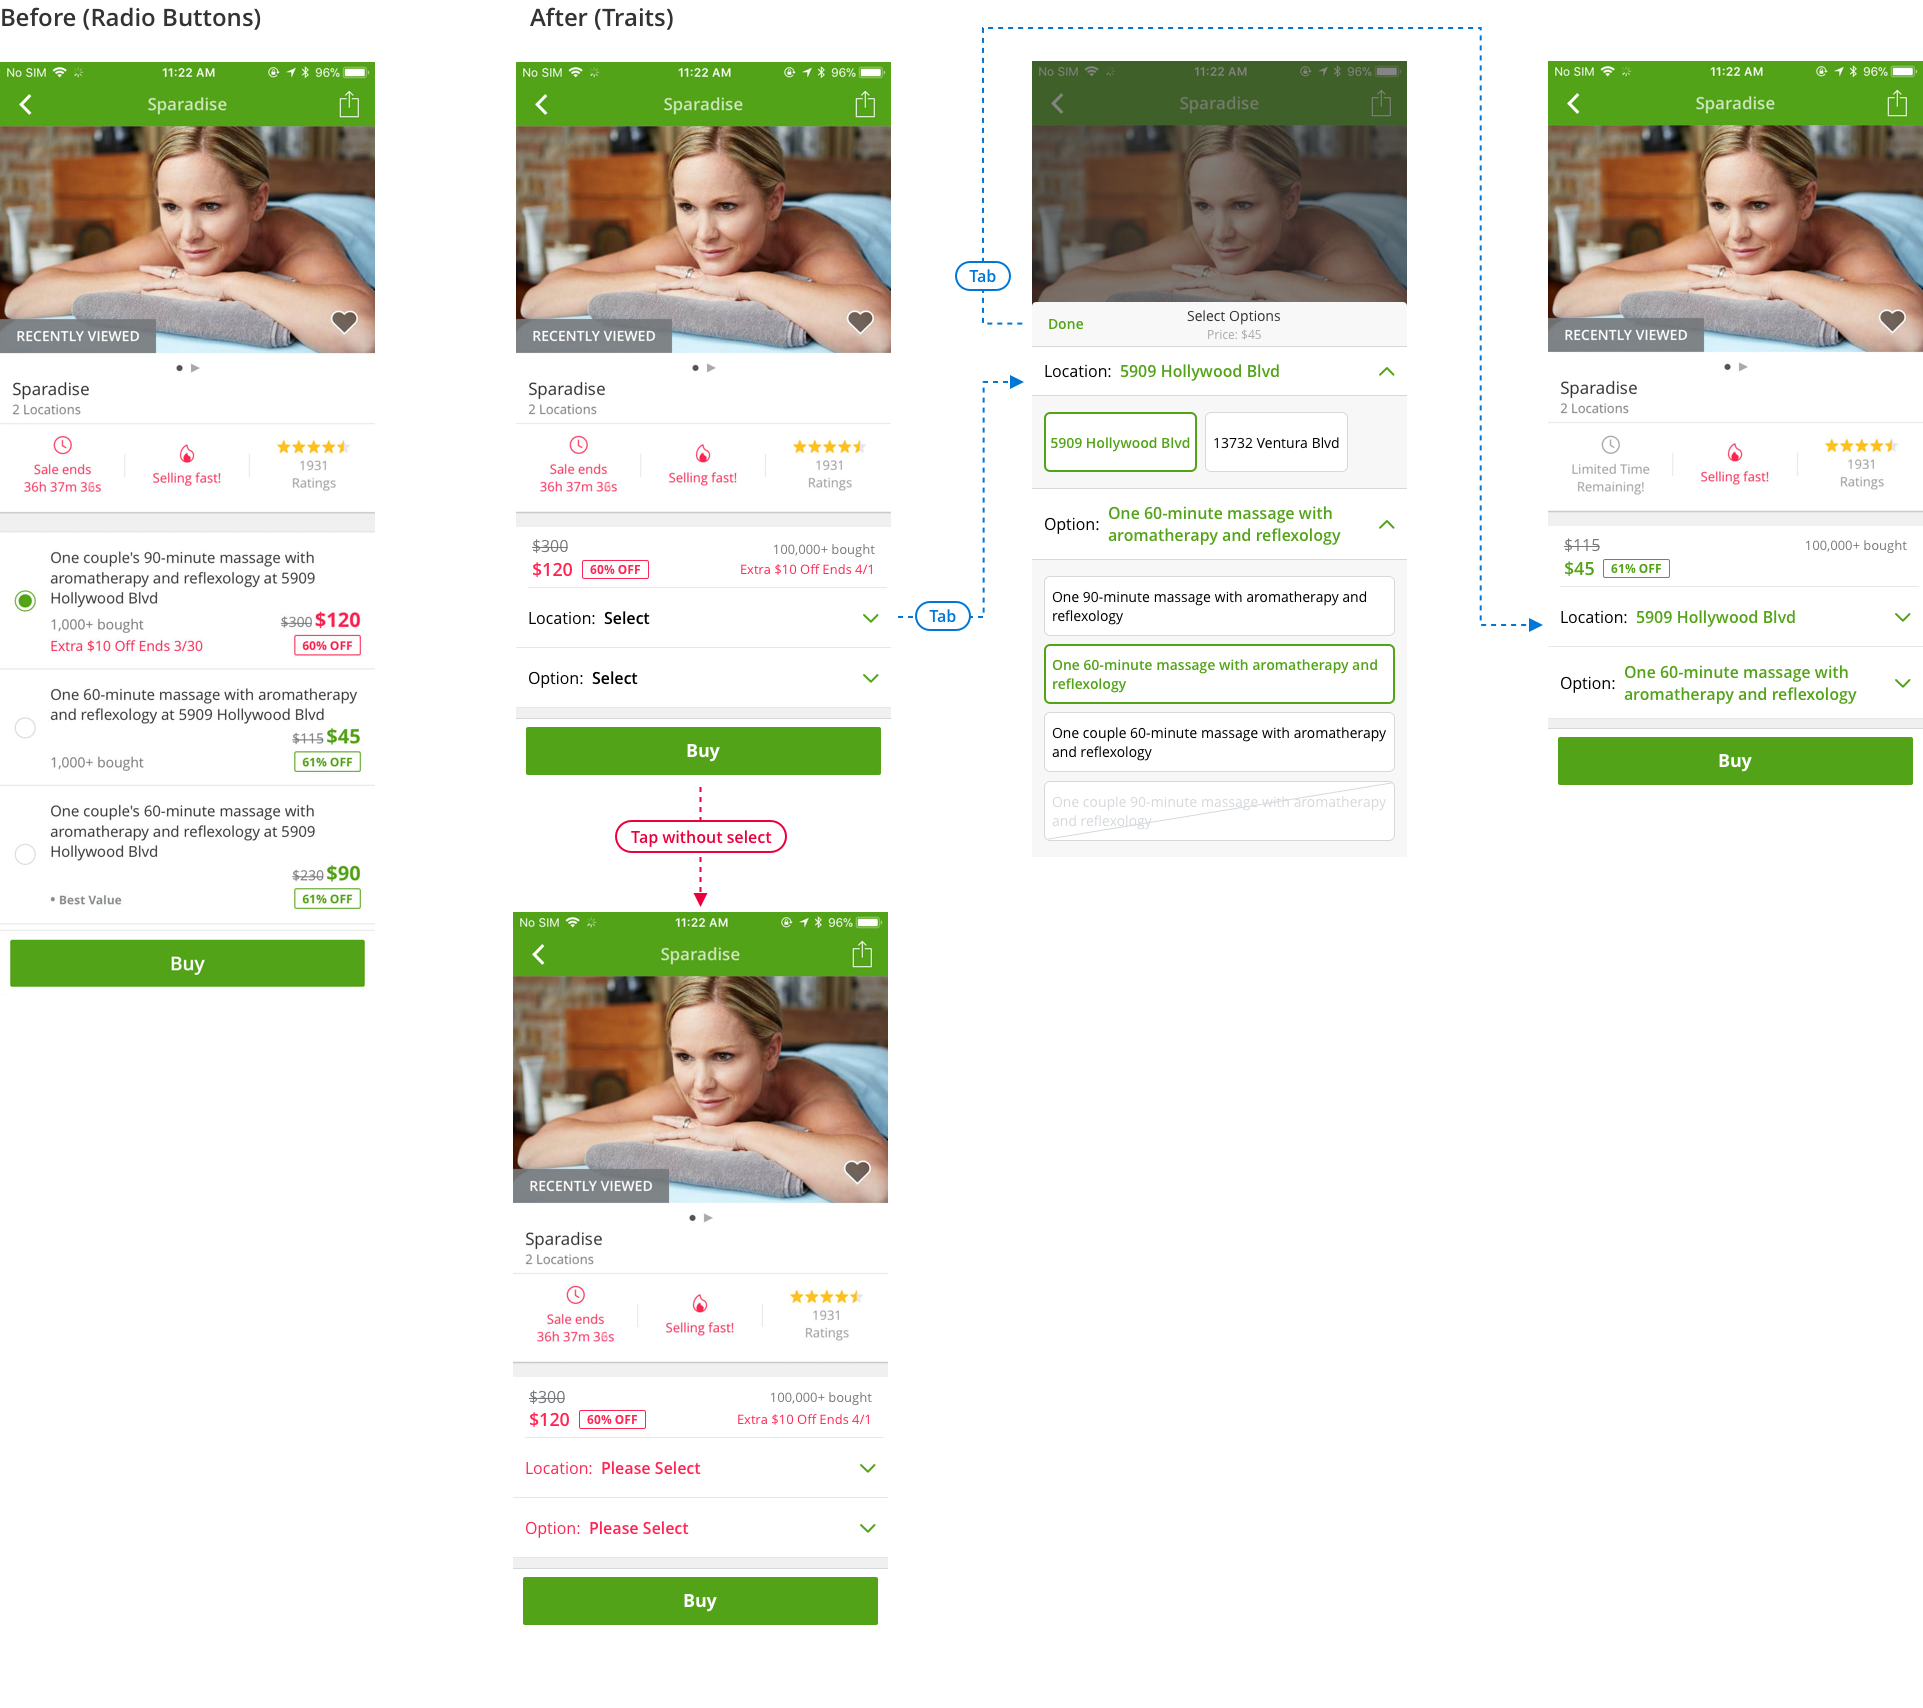 Before (Radio Buttons)
No SIM 11:22 AM 96%
Sparadise
RECENTLY VIEWED
Sparadise
2 Locations
Sale ends
36h 37m
Selling fast!
1931
Ratings
One couple's 90-minute massage with
aromatherapy and reflexology at 5909
Hollywood Blvd
1,000+ bought
$300 $120
Extra $10 Off Ends 3/30
60% OFF
One 60-minute massage with aromatherapy
and reflexology at 5909 Hollywood Blvd
$115 $45
1,000+ bought
61% OFF
One couple's 60-minute massage with
aromatherapy and reflexology at 5909
Hollywood Blvd
$230 $90
• Best Value
61% OFF
Buy
After (Traits)
No SIM 11:22 AM 96%
Sparadise
RECENTLY VIEWED
Sparadise
2 Locations
Sale ends
36h 37m
Selling fast!
1931
Ratings
$300
100,000+ bought
$120 60% OFF
Extra $10 Off Ends 4/1
Location: Select
Option: Select
Buy
Tap without select
No SIM 11:22 AM 96%
Sparadise
RECENTLY VIEWED
Sparadise
2 Locations
Sale ends
36h 37m
Selling fast!
1931
Ratings
$300
100,000+ bought
$120 60% OFF
Extra $10 Off Ends 4/1
Location: Please Select
Option: Please Select
Buy
Tab
Tab
No SIM 11:22 AM 96%
Sparadise
Done
Select Options
Price: $45
Location: 5909 Hollywood Blvd
5909 Hollywood Blvd
13732 Ventura Blvd
Option: One 60-minute massage with
aromatherapy and reflexology
One 90-minute massage with aromatherapy and
reflexology
One 60-minute massage with aromatherapy and
reflexology
One couple 60-minute massage with aromatherapy
and reflexology
One couple 90-minute massage with aromatherapy
and reflexology
No SIM 11:22 AM 96%
Sparadise
RECENTLY VIEWED
Sparadise
2 Locations
Limited Time
Remaining!
Selling fast!
1931
Ratings
$115
100,000+ bought
$45 61% OFF
Location: 5909 Hollywood Blvd
Option: One 60-minute massage with
aromatherapy and reflexology
Buy